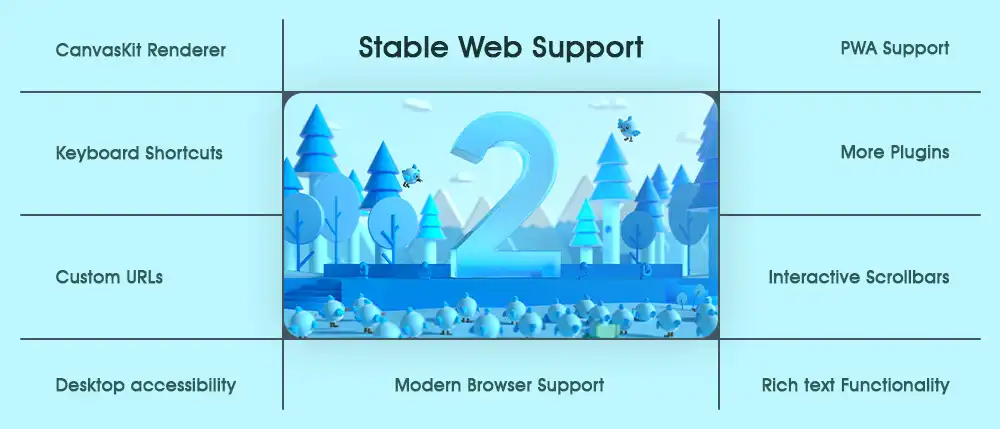 CanvasKit Renderer
Stable Web Support
PWA Support
Keyboard Shortcuts
2
More Plugins
Custom URLs
Interactive Scrollbars
Desktop accessibility
Modern Browser Support
Rich text Functionality